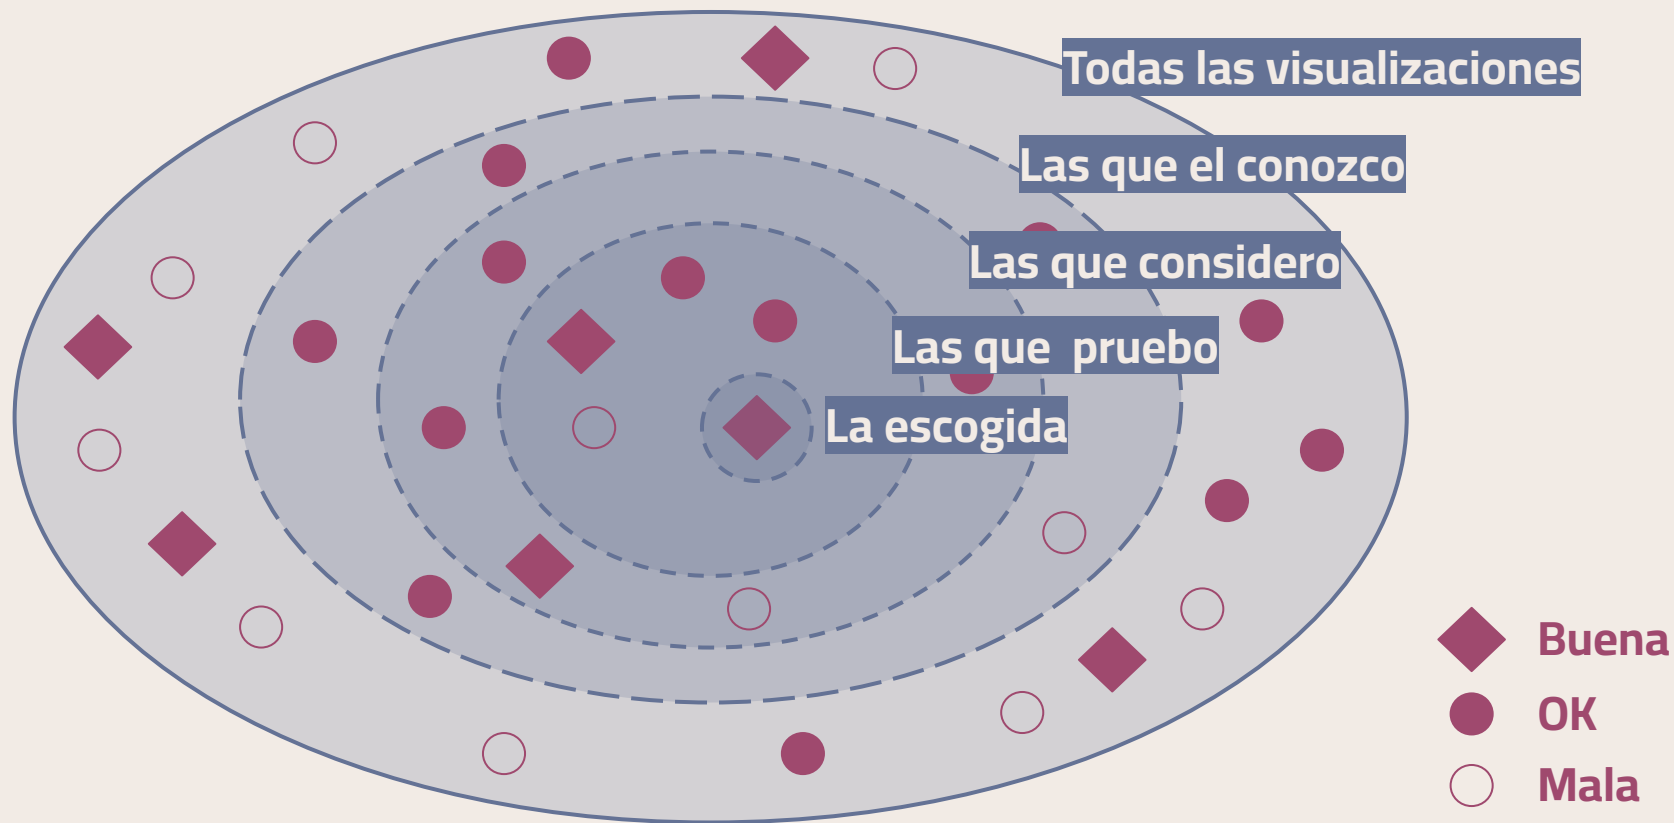 Todas las visualizaciones
Las que el conozco
Las que considero
Las que pruebo
La escogida
Buena
OK
Mala